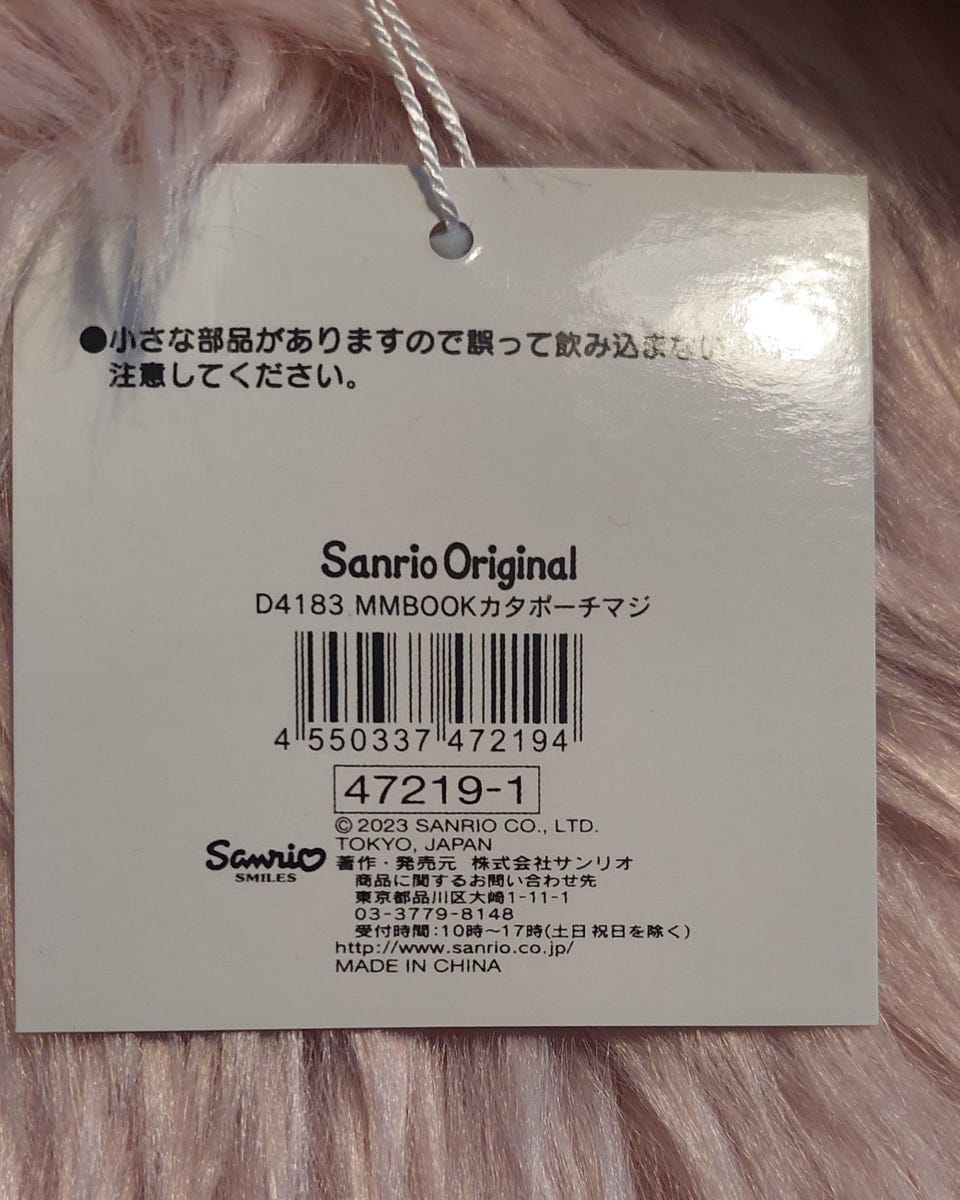 ●小さな部品がありますので誤って飲み込まない
注意してください。
Sanrio Original
D4183 MMBOOKカタポーチマジ
4 550337 472194
47219-1
© 2023 SANRIO CO., LTD.
TOKYO, JAPAN
Sanrio
SMILES
著作・発売元 株式会社サンリオ
商品に関するお問い合わせ先
東京都品川区大崎1-11-1
03-3779-8148
受付時間:10時〜17時(土日祝日を除く)
http://www.sanrio.co.jp/
MADE IN CHINA